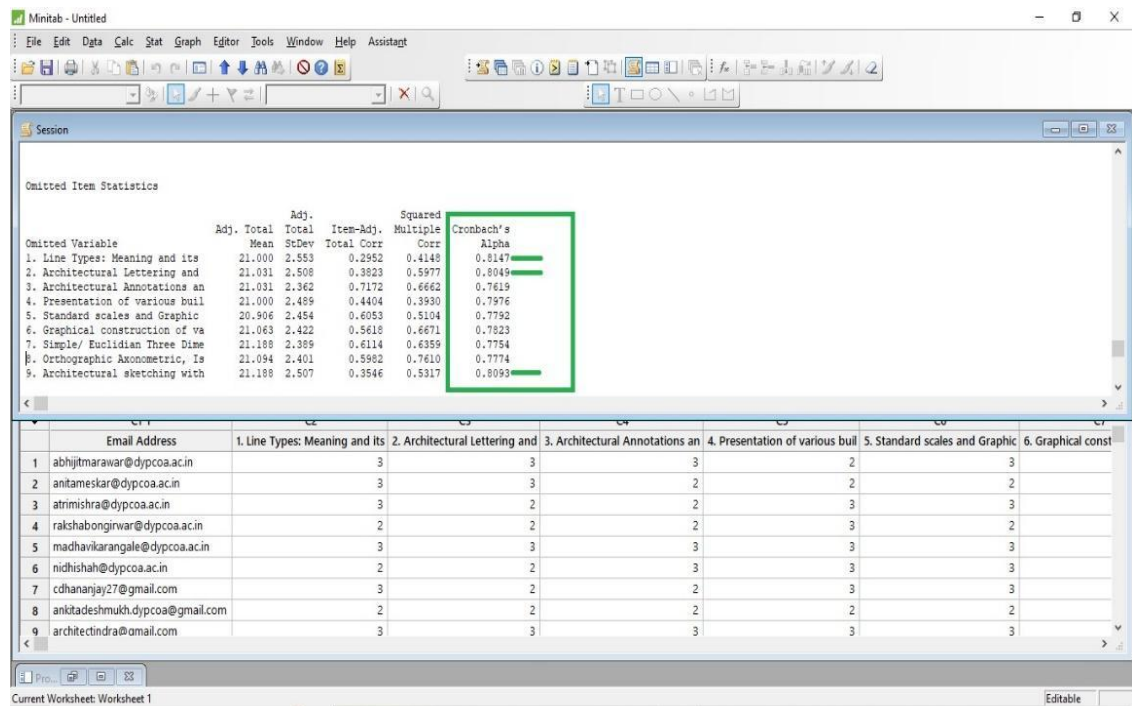 Minitab - Untitled
File Edit Data Calc Stat Graph Editor Tools Window Help Assistant
Session
Omitted Item Statistics
Adj. Squared
Adj. Total Total Item-Adj. Multiple Cronbach's
Omitted Variable Mean StDev Total Corr Corr Alpha
1. Line Types: Meaning and its 21.000 2.553 0.2952 0.4148 0.8147
2. Architectural Lettering and 21.031 2.508 0.3823 0.5977 0.8049
3. Architectural Annotations an 21.031 2.362 0.7172 0.6662 0.7619
4. Presentation of various buil 21.000 2.489 0.4404 0.3930 0.7976
5. Standard scales and Graphic 20.906 2.454 0.6053 0.5104 0.7792
6. Graphical construction of va 21.063 2.422 0.5618 0.6671 0.7823
7. Simple/ Euclidian Three Dime 21.188 2.389 0.6114 0.6359 0.7754
8. Orthographic Axonometric, Is 21.094 2.401 0.5982 0.7610 0.7774
9. Architectural sketching with 21.188 2.507 0.3546 0.5317 0.8093
Email Address 1. Line Types: Meaning and its 2. Architectural Lettering and 3. Architectural Annotations an 4. Presentation of various buil 5. Standard scales and Graphic 6. Graphical const
1 abhijitmarawar@dypcoa.ac.in 3 3 3 2 3
2 anitameskar@dypcoa.ac.in 3 3 2 2 2
3 atrimishra@dypcoa.ac.in 3 2 2 3 3
4 rakshabongirwar@dypcoa.ac.in 2 2 2 3 2
5 madhavikarangale@dypcoa.ac.in 3 3 3 3 3
6 nidhishah@dypcoa.ac.in 2 2 3 3 3
7 cdhananjay27@gmail.com 3 2 2 3 3
8 ankitadeshmukh.dypcoa@gmail.com 2 2 2 2 2
9 architectindra@gmail.com 3 3 3 3 3
Pro...
Current Worksheet: Worksheet 1 Editable